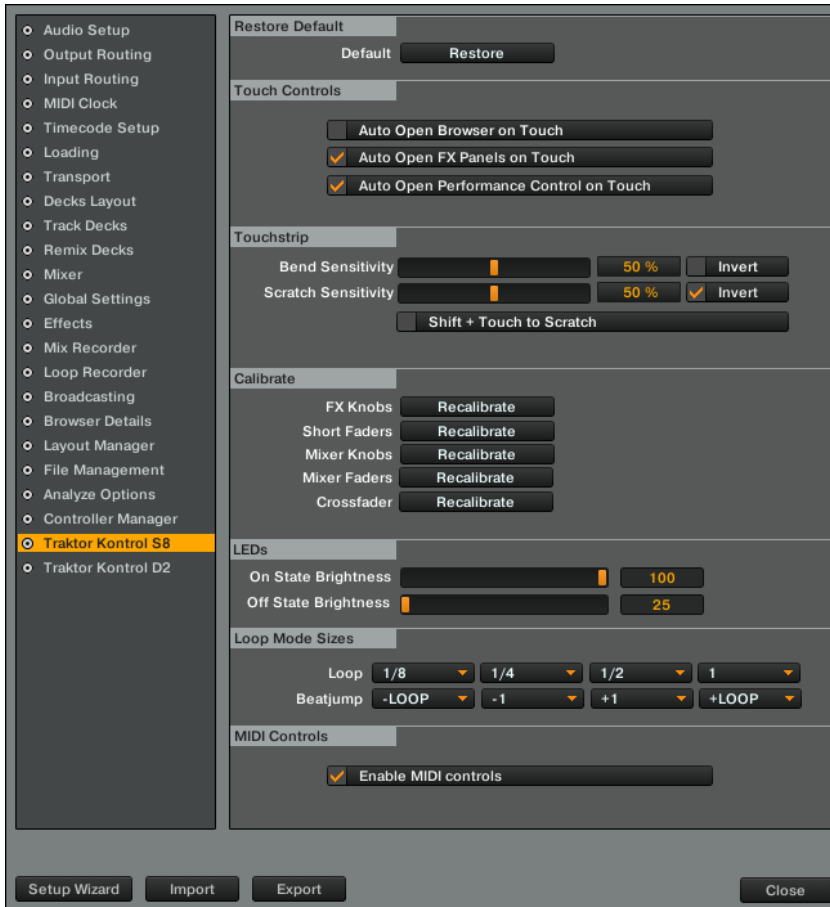 Audio Setup
Output Routing
Input Routing
MIDI Clock
Timecode Setup
Loading
Transport
Decks Layout
Track Decks
Remix Decks
Mixer
Global Settings
Effects
Mix Recorder
Loop Recorder
Broadcasting
Browser Details
Layout Manager
File Management
Analyze Options
Controller Manager
Traktor Kontrol S8
Traktor Kontrol D2
Restore Default
Default Restore
Touch Controls
Auto Open Browser on Touch
Auto Open FX Panels on Touch
Auto Open Performance Control on Touch
Touchstrip
Bend Sensitivity 50 % Invert
Scratch Sensitivity 50 % Invert
Shift + Touch to Scratch
Calibrate
FX Knobs Recalibrate
Short Faders Recalibrate
Mixer Knobs Recalibrate
Mixer Faders Recalibrate
Crossfader Recalibrate
LEDs
On State Brightness 100
Off State Brightness 25
Loop Mode Sizes
Loop 1/8 1/4 1/2 1
Beatjump -LOOP -1 +1 +LOOP
MIDI Controls
Enable MIDI controls
Setup Wizard Import Export Close